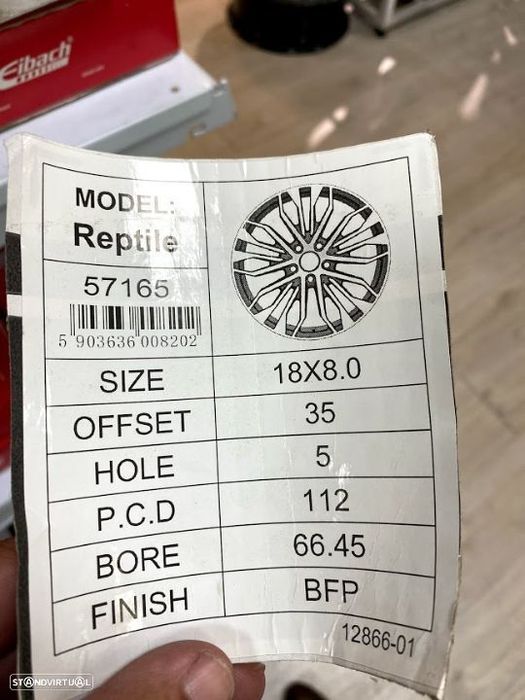 Eibach
MODEL:
Reptile
57165
5 903636 008202
SIZE 18X8.0
OFFSET 35
HOLE 5
P.C.D 112
BORE 66.45
FINISH BFP
12866-01
STANDVIRTUAL